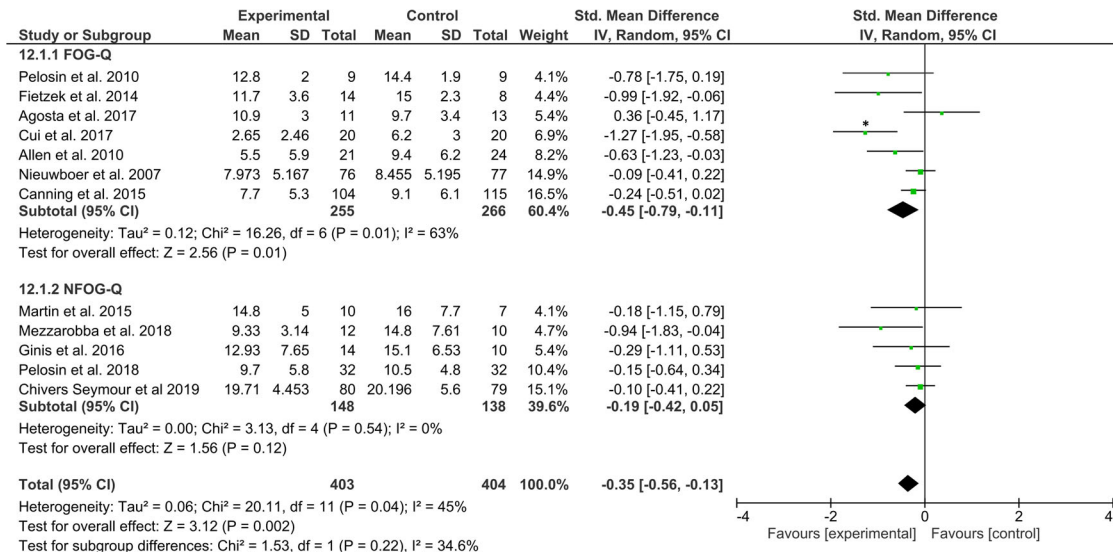 Experimental Control Std. Mean Difference Std. Mean Difference
Study or Subgroup Mean SD Total Mean SD Total Weight IV, Random, 95% CI IV, Random, 95% CI
12.1.1 FOG-Q
Pelosin et al. 2010 12.8 2 9 14.4 1.9 9 4.1% -0.78 [-1.75, 0.19]
Fietzek et al. 2014 11.7 3.6 14 15 2.3 8 4.4% -0.99 [-1.92, -0.06]
Agosta et al. 2017 10.9 3 11 9.7 3.4 13 5.4% 0.36 [-0.45, 1.17]
Cui et al. 2017 2.65 2.46 20 6.2 3 20 6.9% -1.27 [-1.95, -0.58] *
Allen et al. 2010 5.5 5.9 21 9.4 6.2 24 8.2% -0.63 [-1.23, -0.03]
Nieuwboer et al. 2007 7.973 5.167 76 8.455 5.195 77 14.9% -0.09 [-0.41, 0.22]
Canning et al. 2015 7.7 5.3 104 9.1 6.1 115 16.5% -0.24 [-0.51, 0.02]
Subtotal (95% CI) 255 266 60.4% -0.45 [-0.79, -0.11]
Heterogeneity: Tau² = 0.12; Chi² = 16.26, df = 6 (P = 0.01); I² = 63%
Test for overall effect: Z = 2.56 (P = 0.01)
12.1.2 NFOG-Q
Martin et al. 2015 14.8 5 10 16 7.7 7 4.1% -0.18 [-1.15, 0.79]
Mezzarobba et al. 2018 9.33 3.14 12 14.8 7.61 10 4.7% -0.94 [-1.83, -0.04]
Ginis et al. 2016 12.93 7.65 14 15.1 6.53 10 5.4% -0.29 [-1.11, 0.53]
Pelosin et al. 2018 9.7 5.8 32 10.5 4.8 32 10.4% -0.15 [-0.64, 0.34]
Chivers Seymour et al 2019 19.71 4.453 80 20.196 5.6 79 15.1% -0.10 [-0.41, 0.22]
Subtotal (95% CI) 148 138 39.6% -0.19 [-0.42, 0.05]
Heterogeneity: Tau² = 0.00; Chi² = 3.13, df = 4 (P = 0.54); I² = 0%
Test for overall effect: Z = 1.56 (P = 0.12)
Total (95% CI) 403 404 100.0% -0.35 [-0.56, -0.13]
Heterogeneity: Tau² = 0.06; Chi² = 20.11, df = 11 (P = 0.04); I² = 45%
Test for overall effect: Z = 3.12 (P = 0.002)
Test for subgroup differences: Chi² = 1.53, df = 1 (P = 0.22), I² = 34.6%
-4 -2 0 2 4
Favours [experimental] Favours [control]